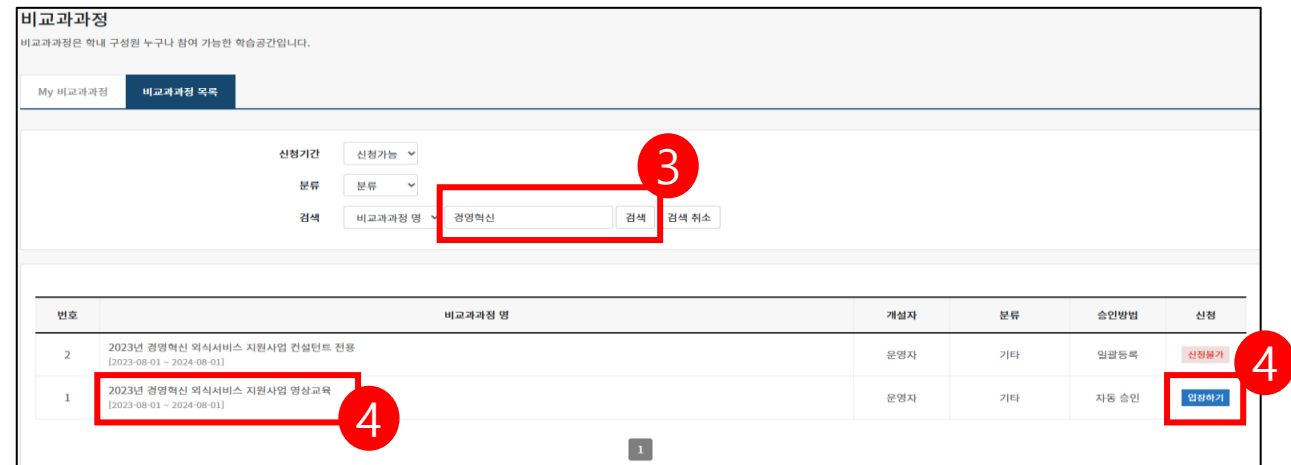 비교과과정
비교과과정은 학내 구성원 누구나 참여 가능한 학습공간입니다.
My 비교과과정 비교과과정 목록
신청기간 신청가능
3
분류 분류
검색 비교과과정 명 경영혁신 검색 검색 취소
번호 비교과과정 명 개설자 분류 승인방법 신청
2 2023년 경영혁신 외식서비스 지원사업 컨설턴트 전용 운영자 기타 일괄등록 신청불가
[2023-08-01 ~ 2024-08-01]
4
1 2023년 경영혁신 외식서비스 지원사업 영상교육 운영자 기타 자동 승인 입장하기
[2023-08-01 ~ 2024-08-01]
4
1